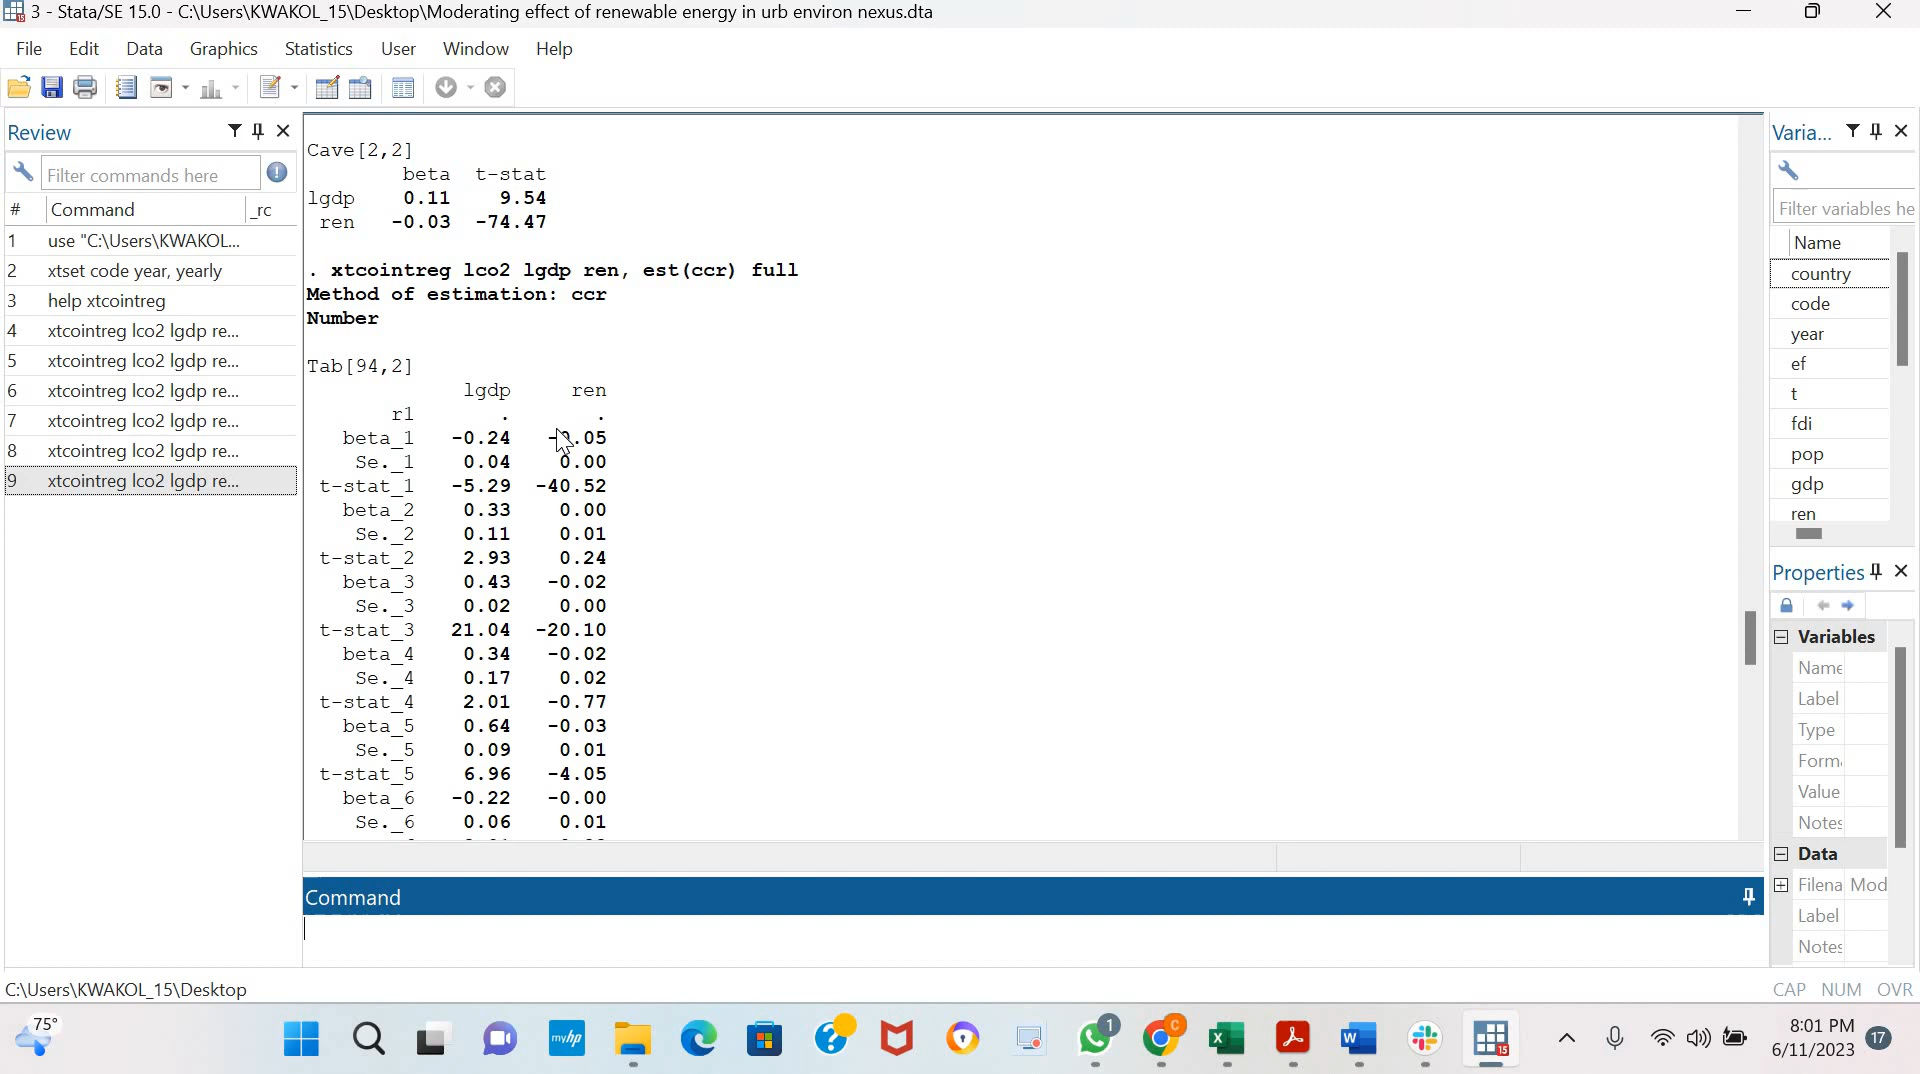 3 - Stata/SE 15.0 - C:\Users\KWAKOL_15\Desktop\Moderating effect of renewable energy in urb environ nexus.dta
File Edit Data Graphics Statistics User Window Help
Review
Filter commands here
# Command _rc
1 use "C:\Users\KWAKOL...
2 xtset code year, yearly
3 help xtcointreg
4 xtcointreg lco2 lgdp re...
5 xtcointreg lco2 lgdp re...
6 xtcointreg lco2 lgdp re...
7 xtcointreg lco2 lgdp re...
8 xtcointreg lco2 lgdp re...
9 xtcointreg lco2 lgdp re...
Cave[2,2]
beta t-stat
lgdp 0.11 9.54
ren -0.03 -74.47
. xtcointreg lco2 lgdp ren, est(ccr) full
Method of estimation: ccr
Number
Tab[94,2]
lgdp ren
r1 . .
beta_1 -0.24 -0.05
Se._1 0.04 0.00
t-stat_1 -5.29 -40.52
beta_2 0.33 0.00
Se._2 0.11 0.01
t-stat_2 2.93 0.24
beta_3 0.43 -0.02
Se._3 0.02 0.00
t-stat_3 21.04 -20.10
beta_4 0.34 -0.02
Se._4 0.17 0.02
t-stat_4 2.01 -0.77
beta_5 0.64 -0.03
Se._5 0.09 0.01
t-stat_5 6.96 -4.05
beta_6 -0.22 -0.00
Se._6 0.06 0.01
Command
Varia...
Filter variables he
Name
country
code
year
ef
t
fdi
pop
gdp
ren
Properties
Variables
Name
Label
Type
Form
Value
Notes
Data
Filena Mod
Label
Notes
C:\Users\KWAKOL_15\Desktop
CAP NUM OVR
75°
myhp
1
C
15
8:01 PM
6/11/2023
17